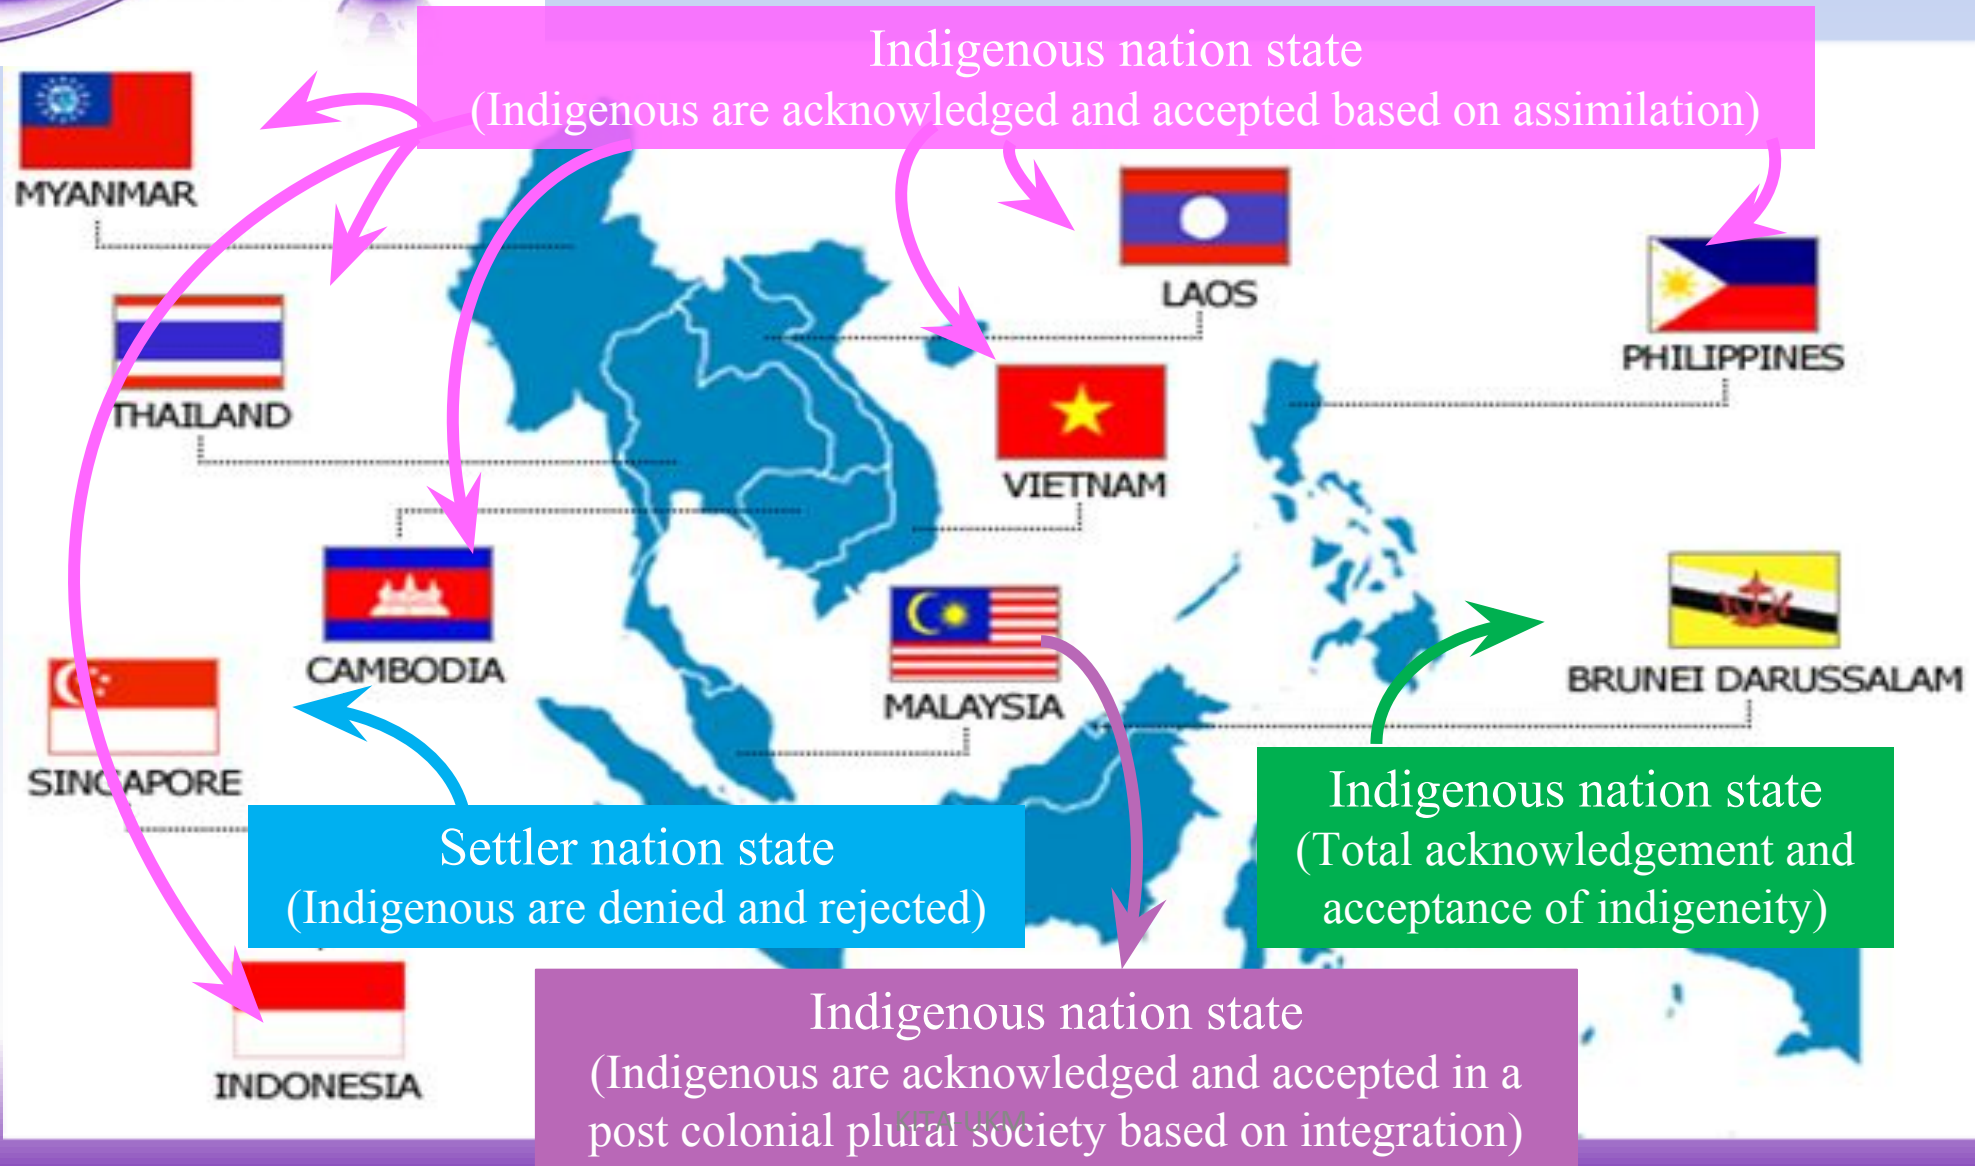 Indigenous nation state
(Indigenous are acknowledged and accepted based on assimilation)
MYANMAR
LAOS
PHILIPPINES
THAILAND
VIETNAM
CAMBODIA
MALAYSIA
BRUNEI DARUSSALAM
SINGAPORE
Settler nation state
(Indigenous are denied and rejected)
Indigenous nation state
(Total acknowledgement and
acceptance of indigeneity)
INDONESIA
Indigenous nation state
(Indigenous are acknowledged and accepted in a
post colonial plural society based on integration)